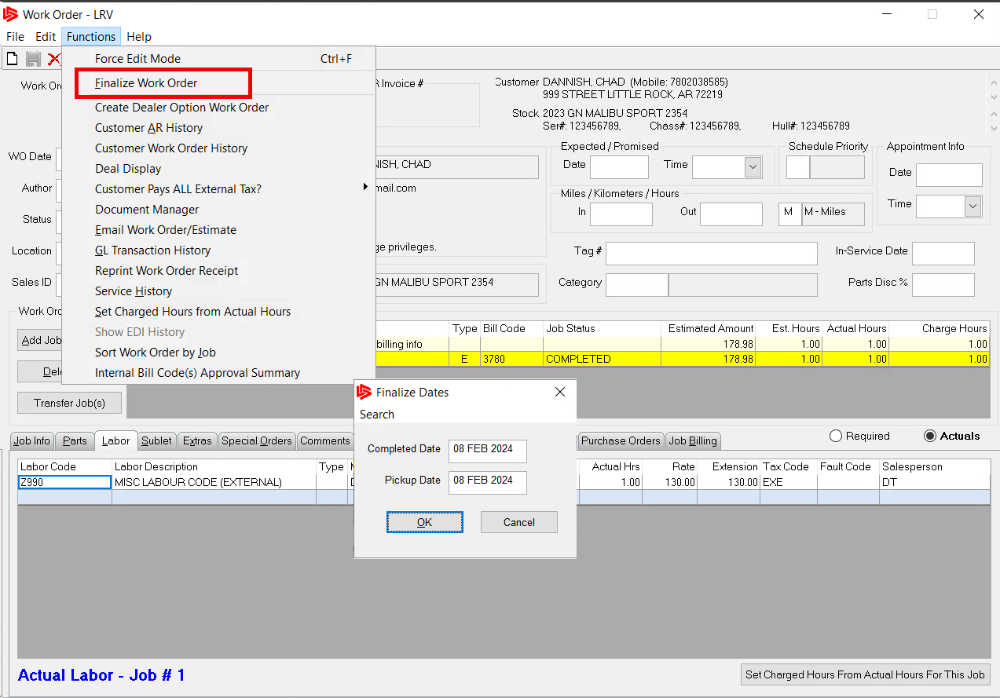 Work Order - LRV
File Edit Functions Help
Force Edit Mode Ctrl+F
Finalize Work Order
Create Dealer Option Work Order
Customer AR History
Customer Work Order History
Deal Display
Customer Pays ALL External Tax?
Document Manager
Email Work Order/Estimate
GL Transaction History
Reprint Work Order Receipt
Service History
Set Charged Hours from Actual Hours
Show EDI History
Sort Work Order by Job
Internal Bill Code(s) Approval Summary
Work
Invoice #
Customer DANNISH, CHAD (Mobile: 7802038585)
999 STREET LITTLE ROCK, AR 72219
Stock 2023 GN MALIBU SPORT 2354
Ser#: 123456789, Chass#: 123456789, Hull#: 123456789
WO Date
Author
Status
Location
Sales ID
CHAD
privileges.
GN MALIBU SPORT 2354
Expected / Promised
Date Time
Schedule Priority
Appointment Info
Date
Time
Miles / Kilometers / Hours
In Out M M - Miles
Tag # In-Service Date
Category Parts Disc %
Work
Add
Transfer Job(s)
Type Bill Code Job Status Estimated Amount Est. Hours Actual Hours Charge Hours
billing info 178.98 1.00 1.00 1.00
E 3780 COMPLETED 178.98 1.00 1.00 1.00
Finalize Dates
Search
Completed Date 08 FEB 2024
Pickup Date 08 FEB 2024
OK Cancel
Job Info Parts Labor Sublet Extras Special Orders Comments Purchase Orders Job Billing Required Actuals
Labor Code Labor Description Type Actual Hrs Rate Extension Tax Code Fault Code Salesperson
Z990 MISC LABOUR CODE (EXTERNAL) 1.00 130.00 130.00 EXE DT
Actual Labor - Job # 1
Set Charged Hours From Actual Hours For This Job